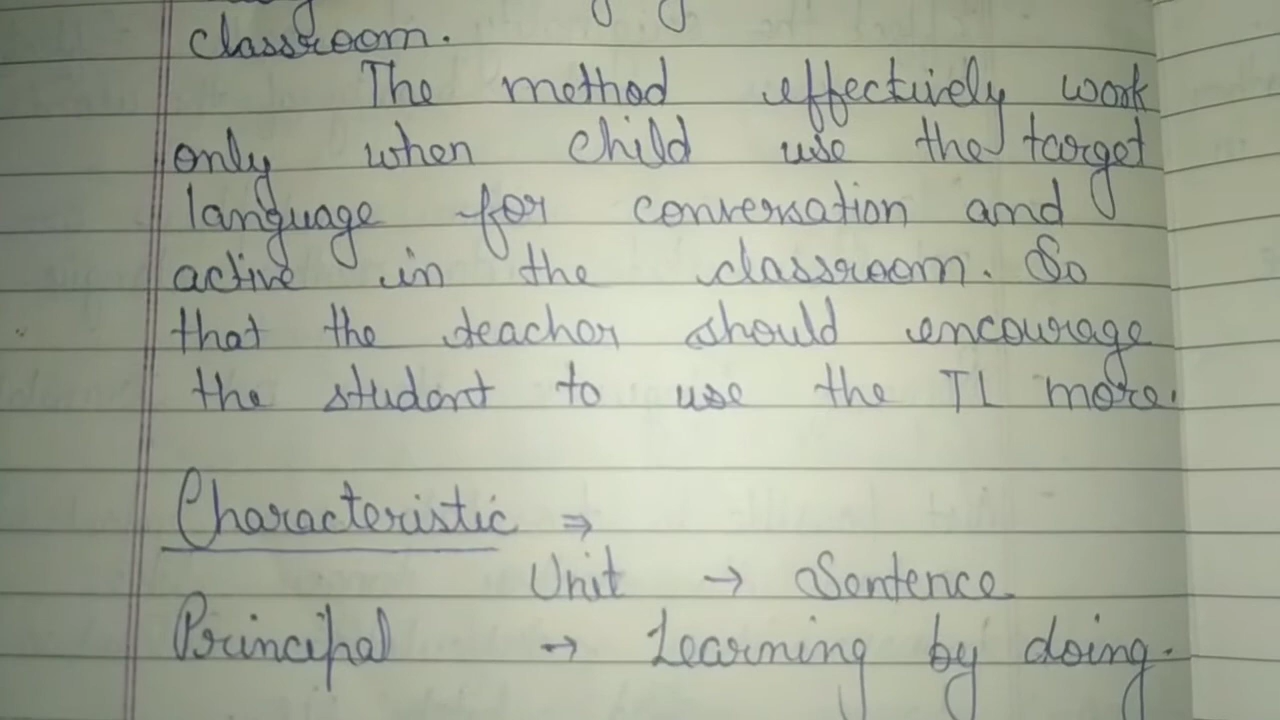 classroom.
The method effectively work
only when child use the target
language for conversation and
active in the classroom. So
that the teacher should encourage
the student to use the TL more.
Characteristic ⇒
Unit → Sentence
Principal → Learning by doing.